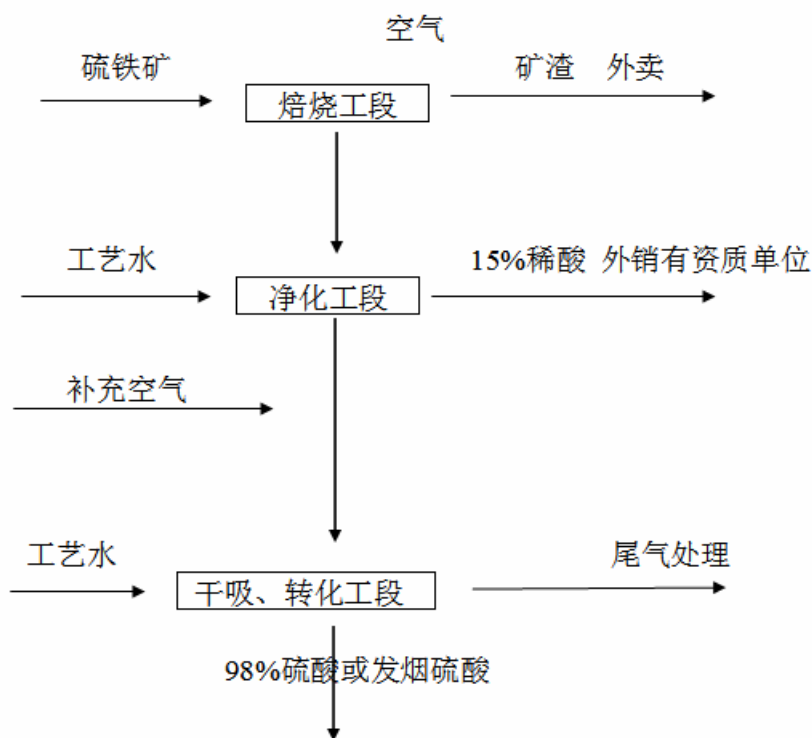 空气
硫铁矿
矿渣 外卖
焙烧工段
工艺水
15%稀酸 外销有资质单位
净化工段
补充空气
工艺水
尾气处理
干吸、转化工段
98%硫酸或发烟硫酸